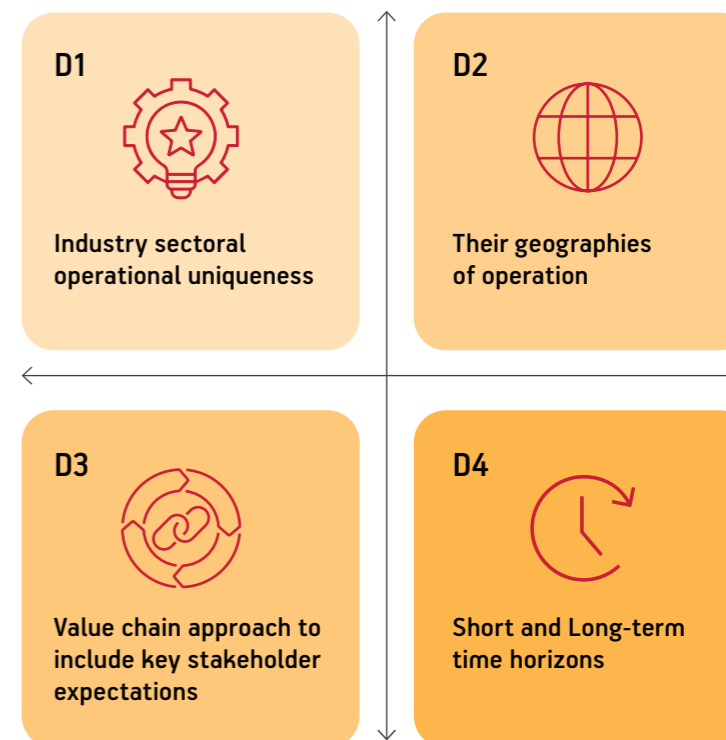 D1
Industry sectoral
operational uniqueness
D2
Their geographies
of operation
D3
Value chain approach to
include key stakeholder
expectations
D4
Short and Long-term
time horizons